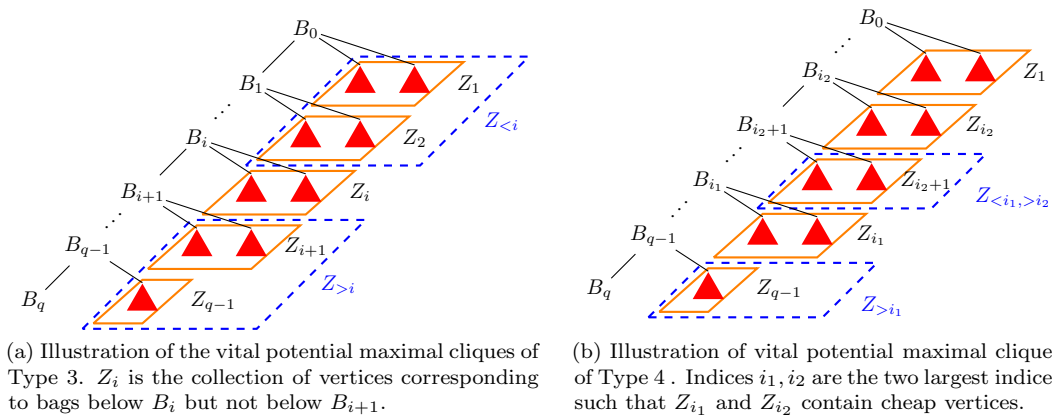 B_0
Z_1
B_1
Z_{<i}
Z_2
B_i
Z_i
B_{i+1}
Z_{i+1}
B_{q−1}
Z_{>i}
B_q
Z_{q−1}
(a) Illustration of the vital potential maximal cliques of
Type 3. Z_i is the collection of vertices corresponding
to bags below B_i but not below B_{i+1}.
B_0
Z_1
B_{i_2}
Z_{i_2}
B_{i_2+1}
Z_{i_2+1}
Z_{<i_1,>i_2}
B_{i_1}
Z_{i_1}
B_{q−1}
B_q
Z_{q−1}
Z_{>i_1}
(b) Illustration of vital potential maximal clique
of Type 4 . Indices i_1, i_2 are the two largest indice
such that Z_{i_1} and Z_{i_2} contain cheap vertices.